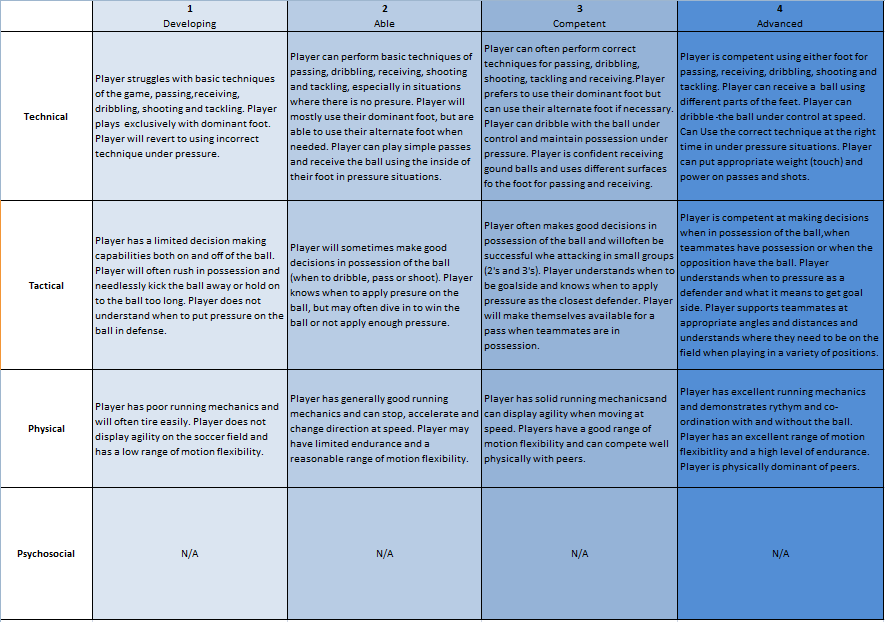 1
Developing
2
Able
3
Competent
4
Advanced
Technical
Player struggles with basic techniques
of the game, passing,receiving,
dribbling, shooting and tackling. Player
plays exclusively with dominant foot.
Player will revert to using incorrect
technique under pressure.
Player can perform basic techniques of
passing, dribbling, receiving, shooting
and tackling, especially in situations
where there is no presure. Player will
mostly use their dominant foot, but are
able to use their alternate foot when
needed. Player can play simple passes
and receive the ball using the inside of
their foot in pressure situations.
Player can often perform correct
techniques for passing, dribbling,
shooting, tackling and receiving.Player
prefers to use their dominant foot but
can use their alternate foot if necessary.
Player can dribble with the ball under
control and maintain possession under
pressure. Player is confident receiving
gound balls and uses different surfaces
fo the foot for passing and receiving.
Player is competent using either foot for
passing, receiving, dribbling, shooting and
tackling. Player can receive a ball using
different parts of the feet. Player can
dribble -the ball under control at speed.
Can Use the correct technique at the right
time in under pressure situations. Player
can put appropriate weight (touch) and
power on passes and shots.
Tactical
Player has a limited decision making
capabilities both on and off of the ball.
Player will often rush in possession and
needlessly kick the ball away or hold on
to the ball too long. Player does not
understand when to put pressure on the
ball in defense.
Player will sometimes make good
decisions in possession of the ball
(when to dribble, pass or shoot). Player
knows when to apply presure on the
ball, but may often dive in to win the
ball or not apply enough pressure.
Player often makes good decisions in
possession of the ball and willoften be
successful whe attacking in small groups
(2's and 3's). Player understands when to
be goalside and knows when to apply
pressure as the closest defender. Player
will make themselves available for a
pass when teammates are in
possession.
Player is competent at making decisions
when in possession of the ball,when
teammates have possession or when the
opposition have the ball. Player
understands when to pressure as a
defender and what it means to get goal
side. Player supports teammates at
appropriate angles and distances and
understands where they need to be on the
field when playing in a variety of positions.
Physical
Player has poor running mechanics and
will often tire easily. Player does not
display agility on the soccer field and
has a low range of motion flexibility.
Player has generally good running
mechanics and can stop, accelerate and
change direction at speed. Player may
have limited endurance and a
reasonable range of motion flexibility.
Player has solid running mechanicsand
can display agility when moving at
speed. Players have a good range of
motion flexibility and can compete well
physically with peers.
Player has excellent running mechanics
and demonstrates rythym and co-
ordination with and without the ball.
Player has an excellent range of motion
flexibitlity and a high level of endurance.
Player is physically dominant of peers.
Psychosocial
N/A
N/A
N/A
N/A